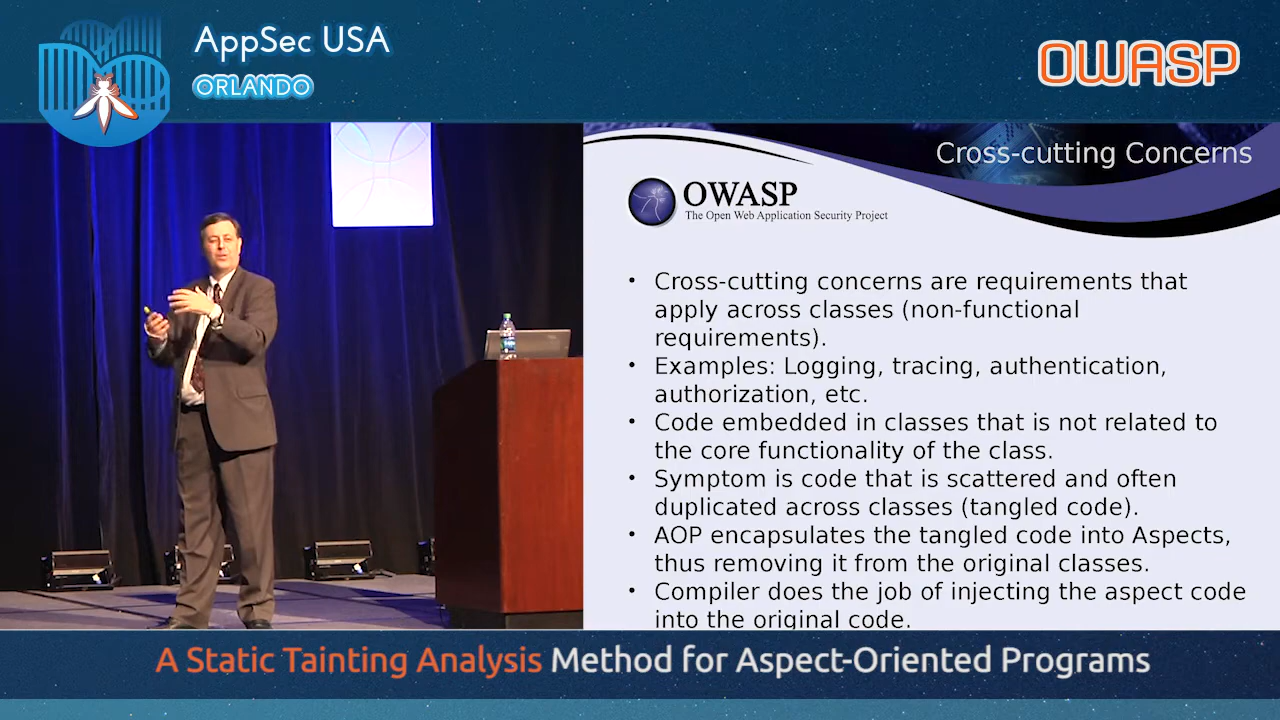 AppSec USA
ORLANDO
OWASP
Cross-cutting Concerns
OWASP
The Open Web Application Security Project
• Cross-cutting concerns are requirements that
apply across classes (non-functional
requirements).
• Examples: Logging, tracing, authentication,
authorization, etc.
• Code embedded in classes that is not related to
the core functionality of the class.
• Symptom is code that is scattered and often
duplicated across classes (tangled code).
• AOP encapsulates the tangled code into Aspects,
thus removing it from the original classes.
• Compiler does the job of injecting the aspect code
into the original code.
A Static Tainting Analysis Method for Aspect-Oriented Programs